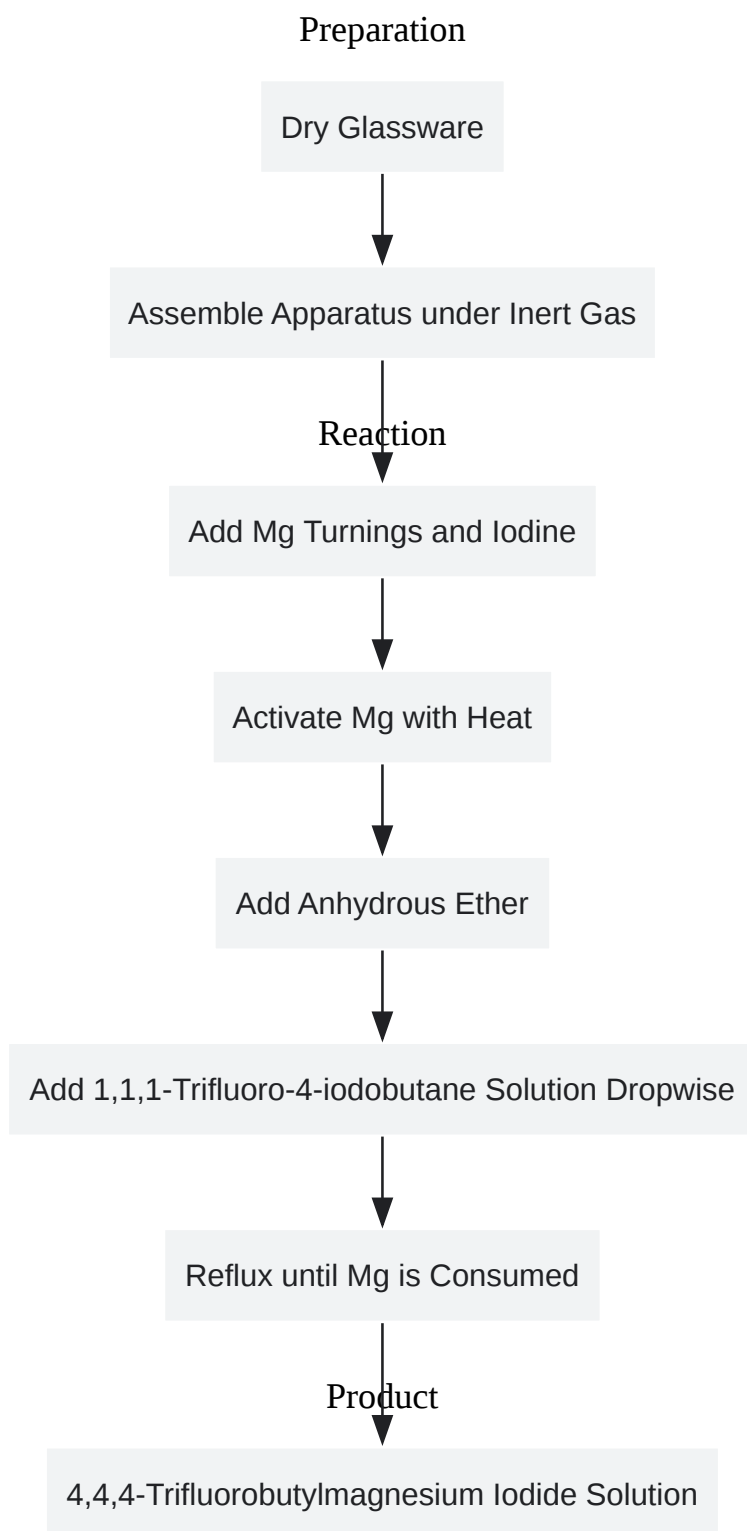 Preparation
Dry Glassware
Assemble Apparatus under Inert Gas
Reaction
Add Mg Turnings and Iodine
Activate Mg with Heat
Add Anhydrous Ether
Add 1,1,1-Trifluoro-4-iodobutane Solution Dropwise
Reflux until Mg is Consumed
Product
4,4,4-Trifluorobutylmagnesium Iodide Solution